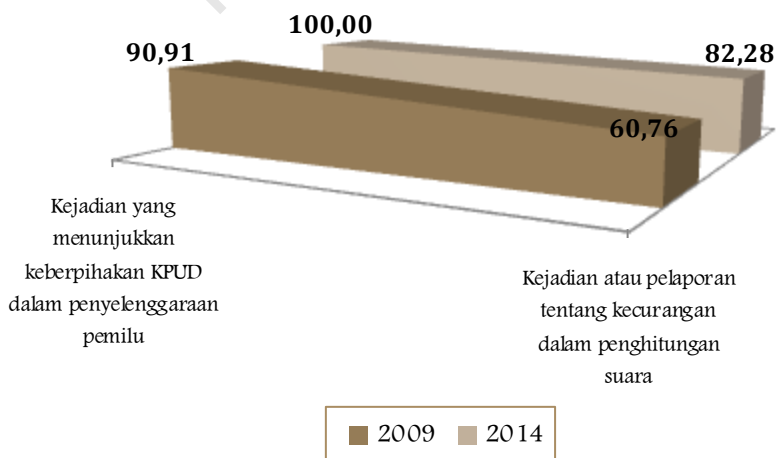 100,00
90,91
82,28
60,76
Kejadian yang
menunjukkan
keberpihakan KPUD
dalam penyelenggaraan
pemilu
Kejadian atau pelaporan
tentang kecurangan
dalam penghitungan
suara
2009 2014